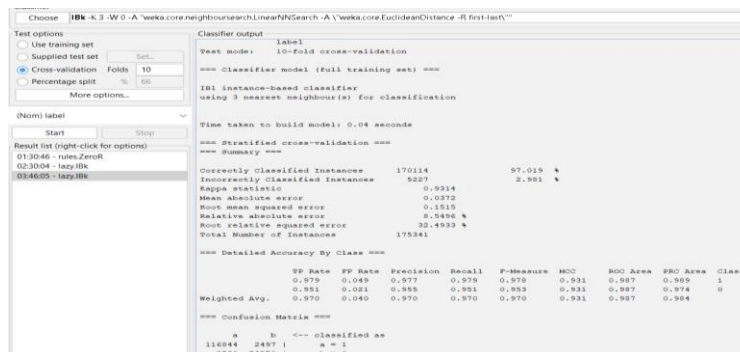 Choose IBk -K 3 -W 0 -A "weka.core.neighboursearch.LinearNNSearch -A \"weka.core.EuclideanDistance -R first-last\""
Test options
Use training set
Supplied test set Set...
Cross-validation Folds 10
Percentage split % 66
More options...
(Nom) label
Start Stop
Result list (right-click for options)
01:30:46 - rules.ZeroR
02:30:04 - lazy.IBk
03:46:05 - lazy.IBk
Classifier output
label
Test mode: 10-fold cross-validation
=== Classifier model (full training set) ===
IB1 instance-based classifier
using 3 nearest neighbour(s) for classification
Time taken to build model: 0.04 seconds
=== Stratified cross-validation ===
=== Summary ===
Correctly Classified Instances 170114 97.019 %
Incorrectly Classified Instances 5227 2.981 %
Kappa statistic 0.9314
Mean absolute error 0.0372
Root mean squared error 0.1515
Relative absolute error 8.5496 %
Root relative squared error 32.4933 %
Total Number of Instances 175341
=== Detailed Accuracy By Class ===
TP Rate FP Rate Precision Recall F-Measure MCC ROC Area PRC Area Clas
0.979 0.049 0.977 0.979 0.978 0.931 0.987 0.989 1
0.951 0.021 0.955 0.951 0.953 0.931 0.987 0.974 0
Weighted Avg. 0.970 0.040 0.970 0.970 0.970 0.931 0.987 0.984
=== Confusion Matrix ===
a b <-- classified as
116844 2497 | a = 1